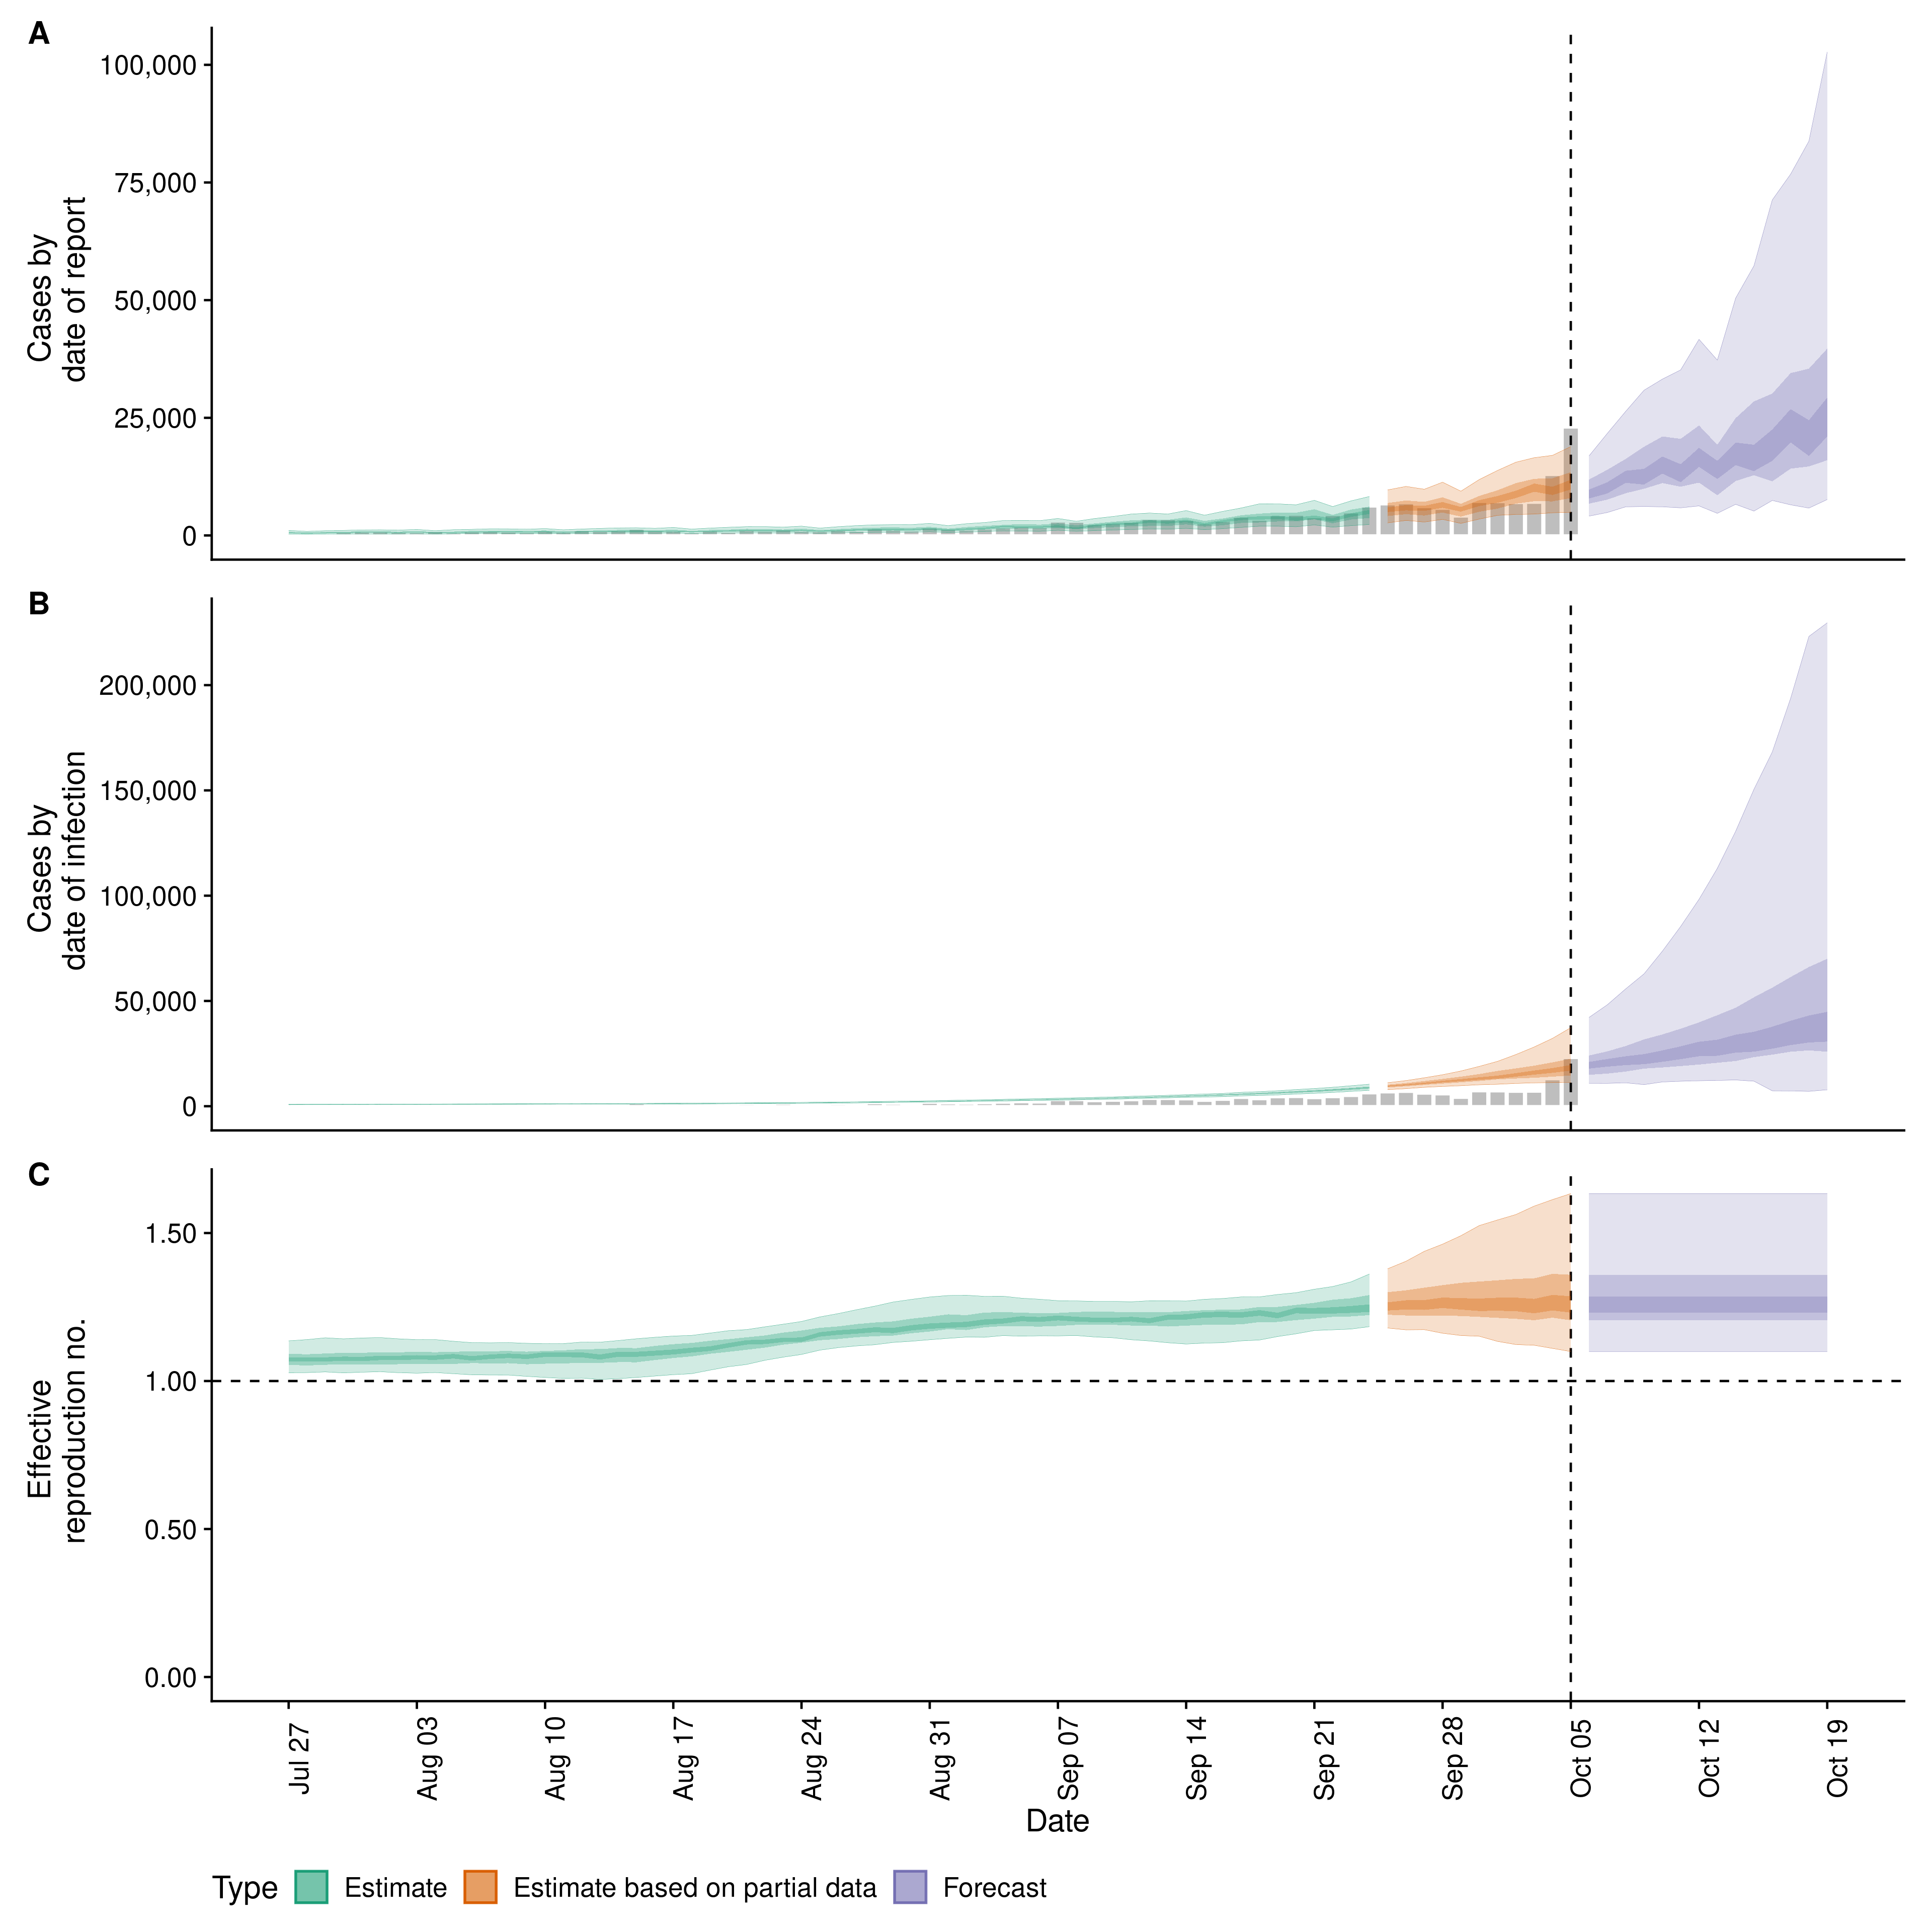 A
Cases by
date of report
100,000
75,000
50,000
25,000
0
B
Cases by
date of infection
200,000
150,000
100,000
50,000
0
C
Effective
reproduction no.
1.50
1.00
0.50
0.00
Jul 27
Aug 03
Aug 10
Aug 17
Aug 24
Aug 31
Sep 07
Sep 14
Sep 21
Sep 28
Oct 05
Oct 12
Oct 19
Date
Type Estimate Estimate based on partial data Forecast